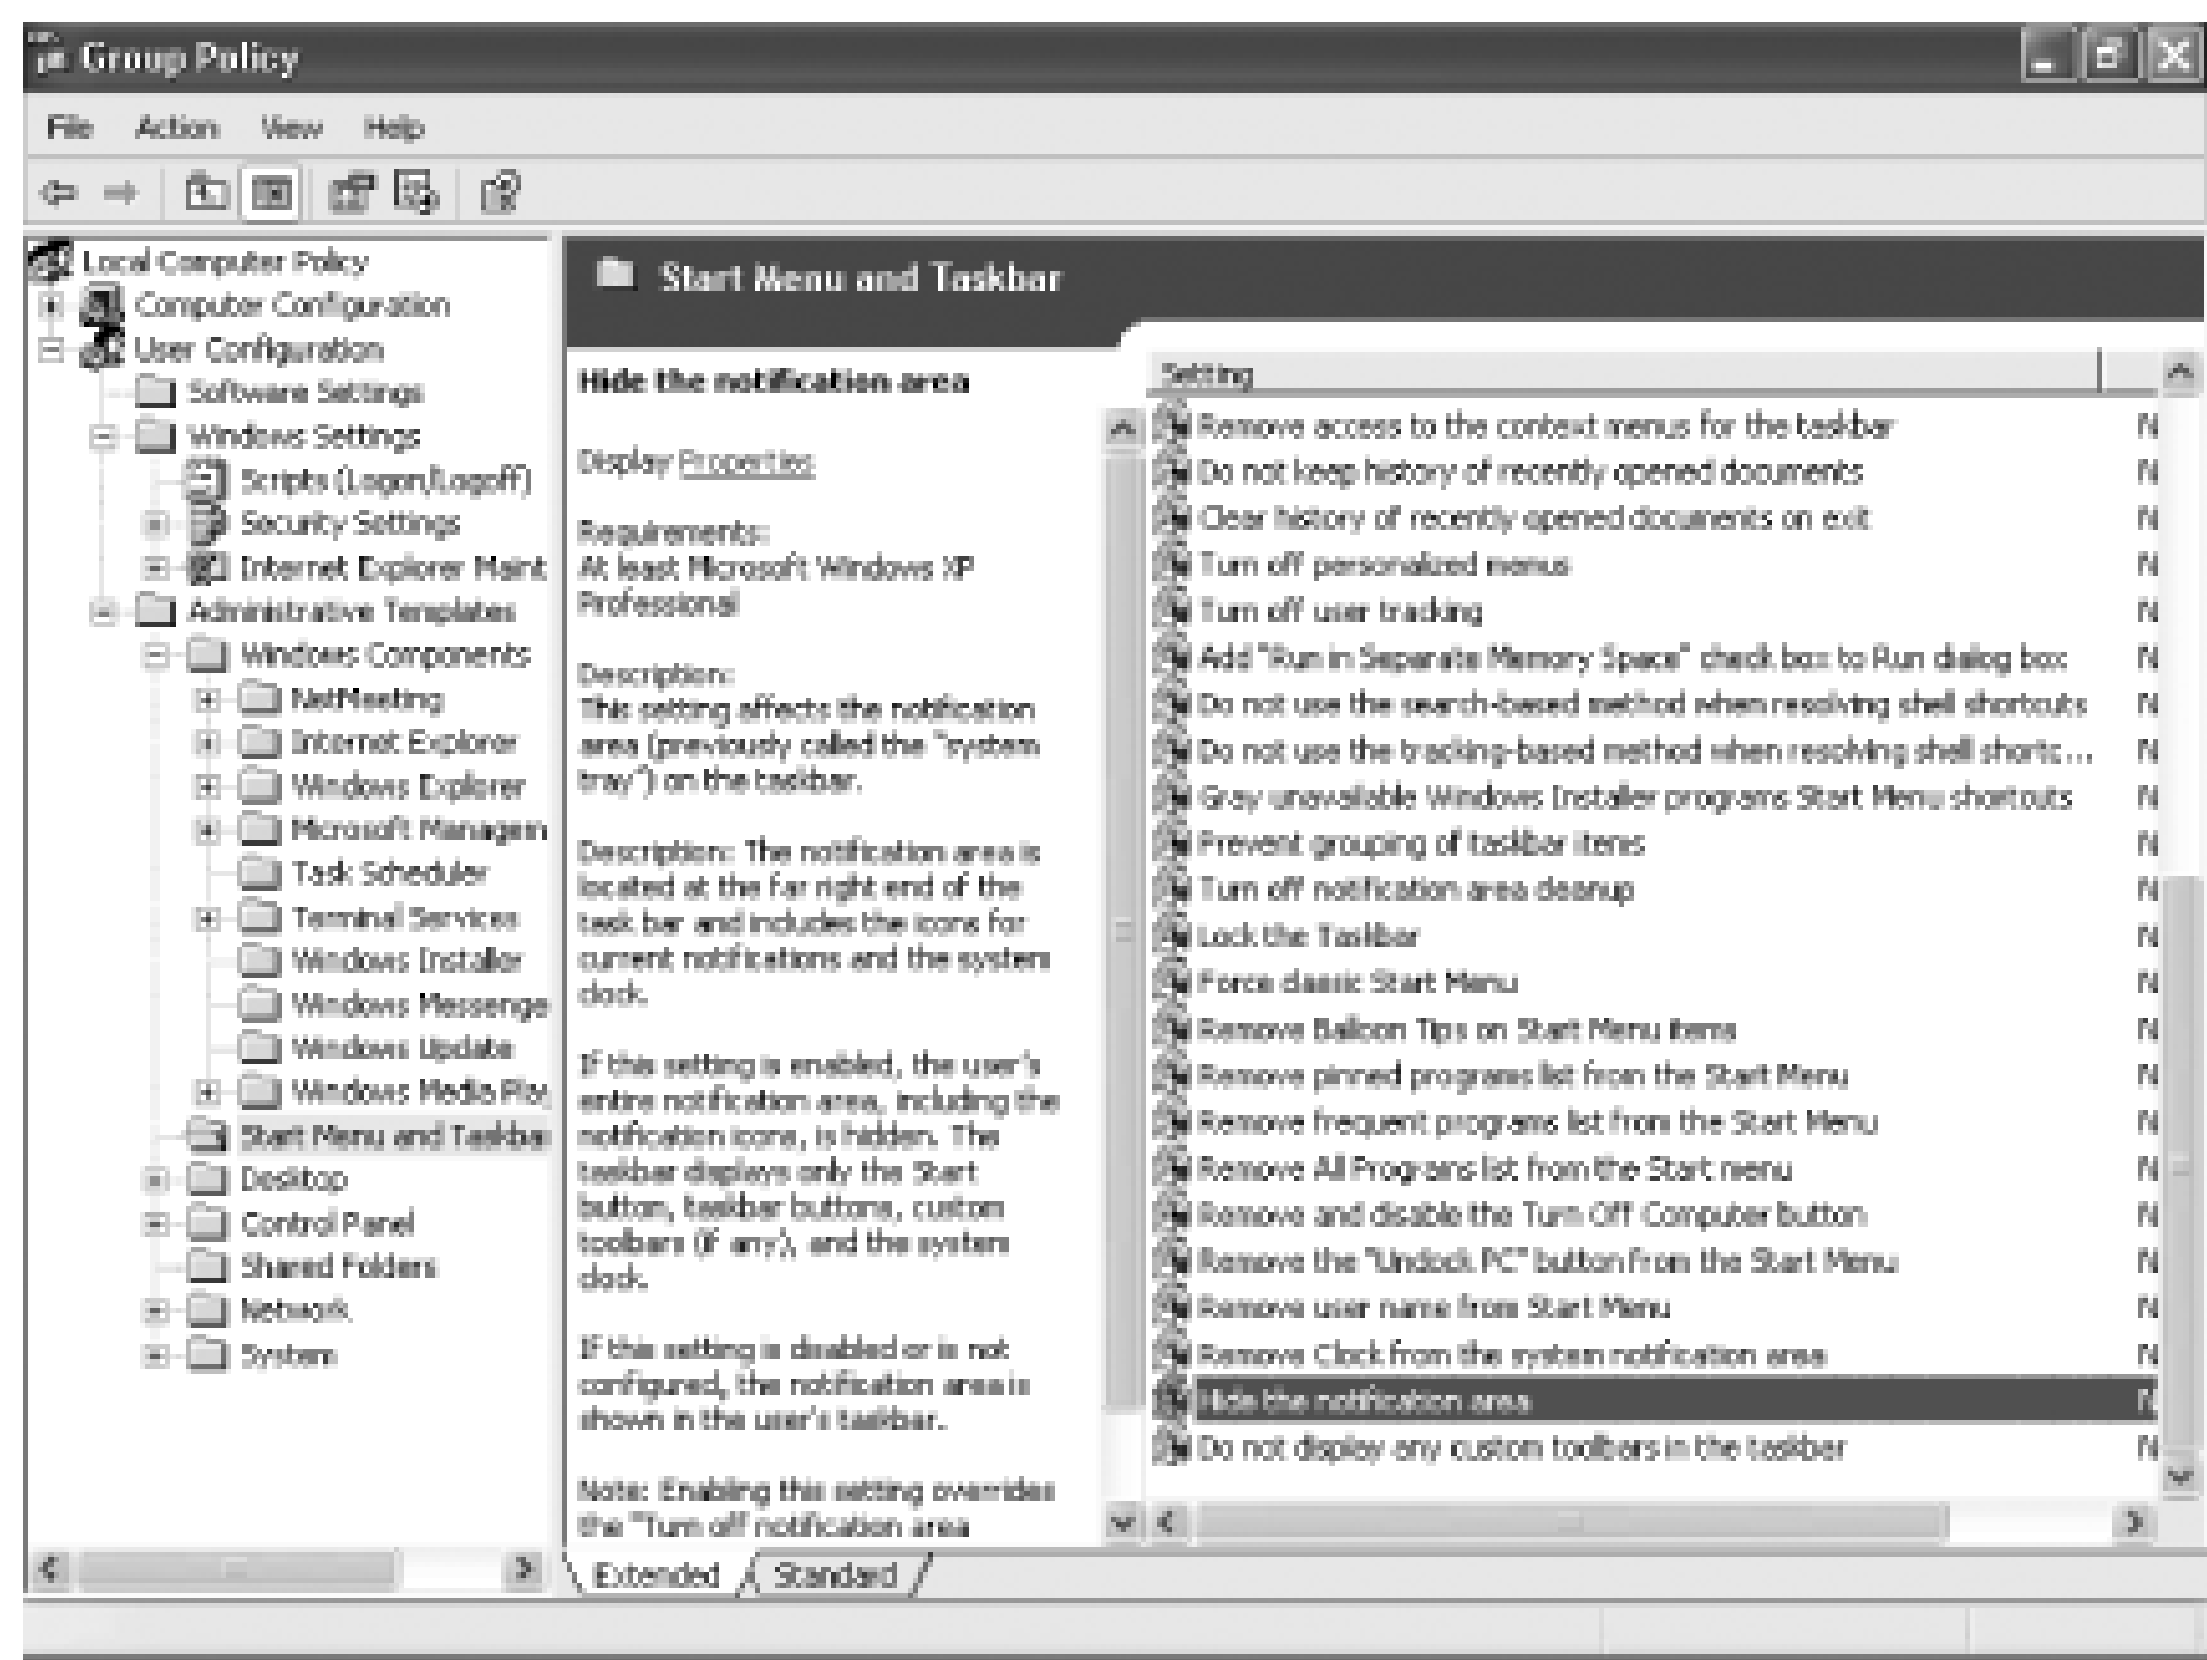 Group Policy
File Action View Help
Local Computer Policy
Computer Configuration
User Configuration
Software Settings
Windows Settings
Scripts (Logon/Logoff)
Security Settings
Internet Explorer Maint
Administrative Templates
Windows Components
NetMeeting
Internet Explorer
Windows Explorer
Microsoft Managem
Task Scheduler
Terminal Services
Windows Installer
Windows Messenge
Windows Update
Windows Media Play
Start Menu and Taskbar
Desktop
Control Panel
Shared Folders
Network
System
Start Menu and Taskbar
Hide the notification area
Display Properties
Requirements:
At least Microsoft Windows XP
Professional
Description:
This setting affects the notification
area (previously called the "system
tray") on the taskbar.
Description: The notification area is
located at the far right end of the
task bar and includes the icons for
current notifications and the system
clock.
If this setting is enabled, the user's
entire notification area, including the
notification icons, is hidden. The
taskbar displays only the Start
button, taskbar buttons, custom
toolbars (if any), and the system
clock.
If this setting is disabled or is not
configured, the notification area is
shown in the user's taskbar.
Note: Enabling this setting overrides
the "Turn off notification area
Setting
Remove access to the context menus for the taskbar N
Do not keep history of recently opened documents N
Clear history of recently opened documents on exit N
Turn off personalized menus N
Turn off user tracking N
Add "Run in Separate Memory Space" check box to Run dialog box N
Do not use the search-based method when resolving shell shortcuts N
Do not use the tracking-based method when resolving shell shortc... N
Gray unavailable Windows Installer programs Start Menu shortcuts N
Prevent grouping of taskbar items N
Turn off notification area cleanup N
Lock the Taskbar N
Force classic Start Menu N
Remove Balloon Tips on Start Menu items N
Remove pinned programs list from the Start Menu N
Remove frequent programs list from the Start Menu N
Remove All Programs list from the Start menu N
Remove and disable the Turn Off Computer button N
Remove the "Undock PC" button from the Start Menu N
Remove user name from Start Menu N
Remove Clock from the system notification area N
Hide the notification area N
Do not display any custom toolbars in the taskbar N
Extended Standard